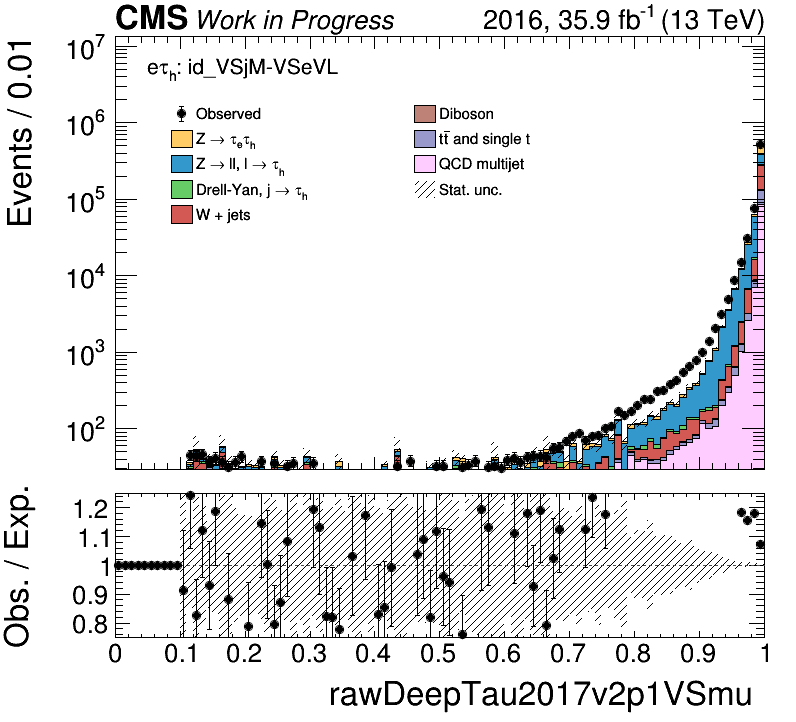 CMS Work in Progress 2016, 35.9 fb⁻¹ (13 TeV)
eτₕ: id_VSjM-VSeVL
Observed
Z → τₑτₕ
Z → ll, l → τₕ
Drell-Yan, j → τₕ
W + jets
Diboson
tt̄ and single t
QCD multijet
Stat. unc.
Events / 0.01
10⁷
10⁶
10⁵
10⁴
10³
10²
Obs. / Exp.
1.2
1.1
1
0.9
0.8
0 0.1 0.2 0.3 0.4 0.5 0.6 0.7 0.8 0.9 1
rawDeepTau2017v2p1VSmu